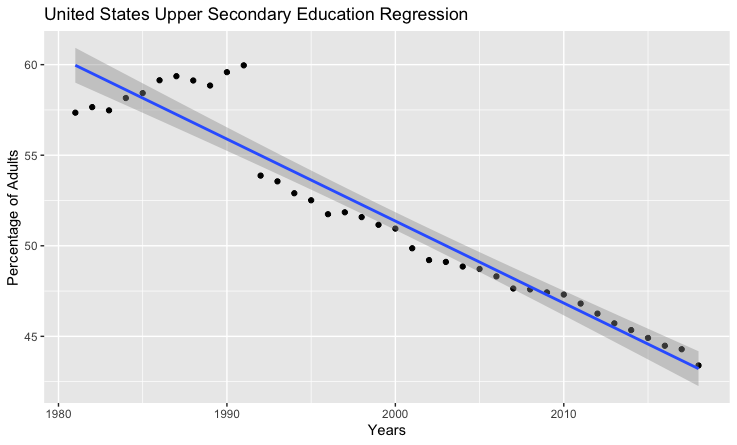 United States Upper Secondary Education Regression
Percentage of Adults
60
55
50
45
1980
1990
2000
2010
Years